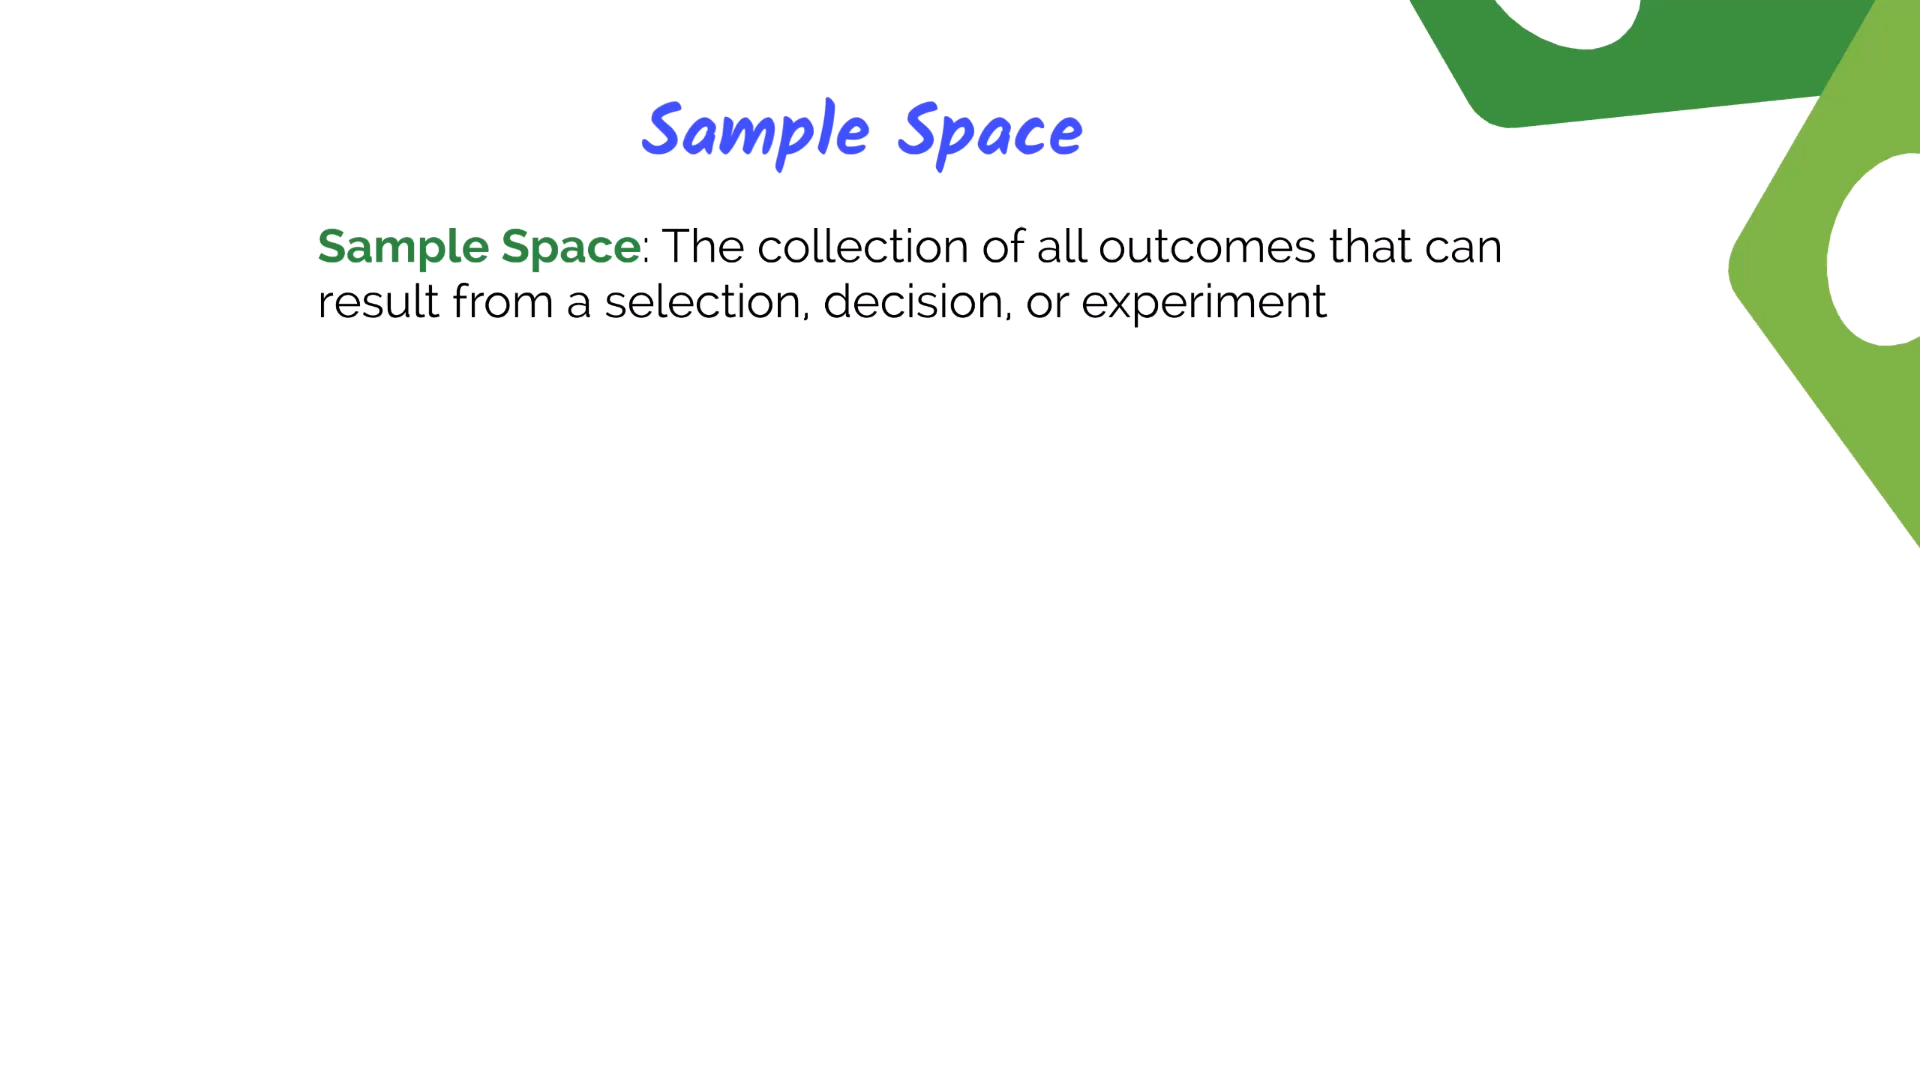 Sample Space
Sample Space: The collection of all outcomes that can
result from a selection, decision, or experiment